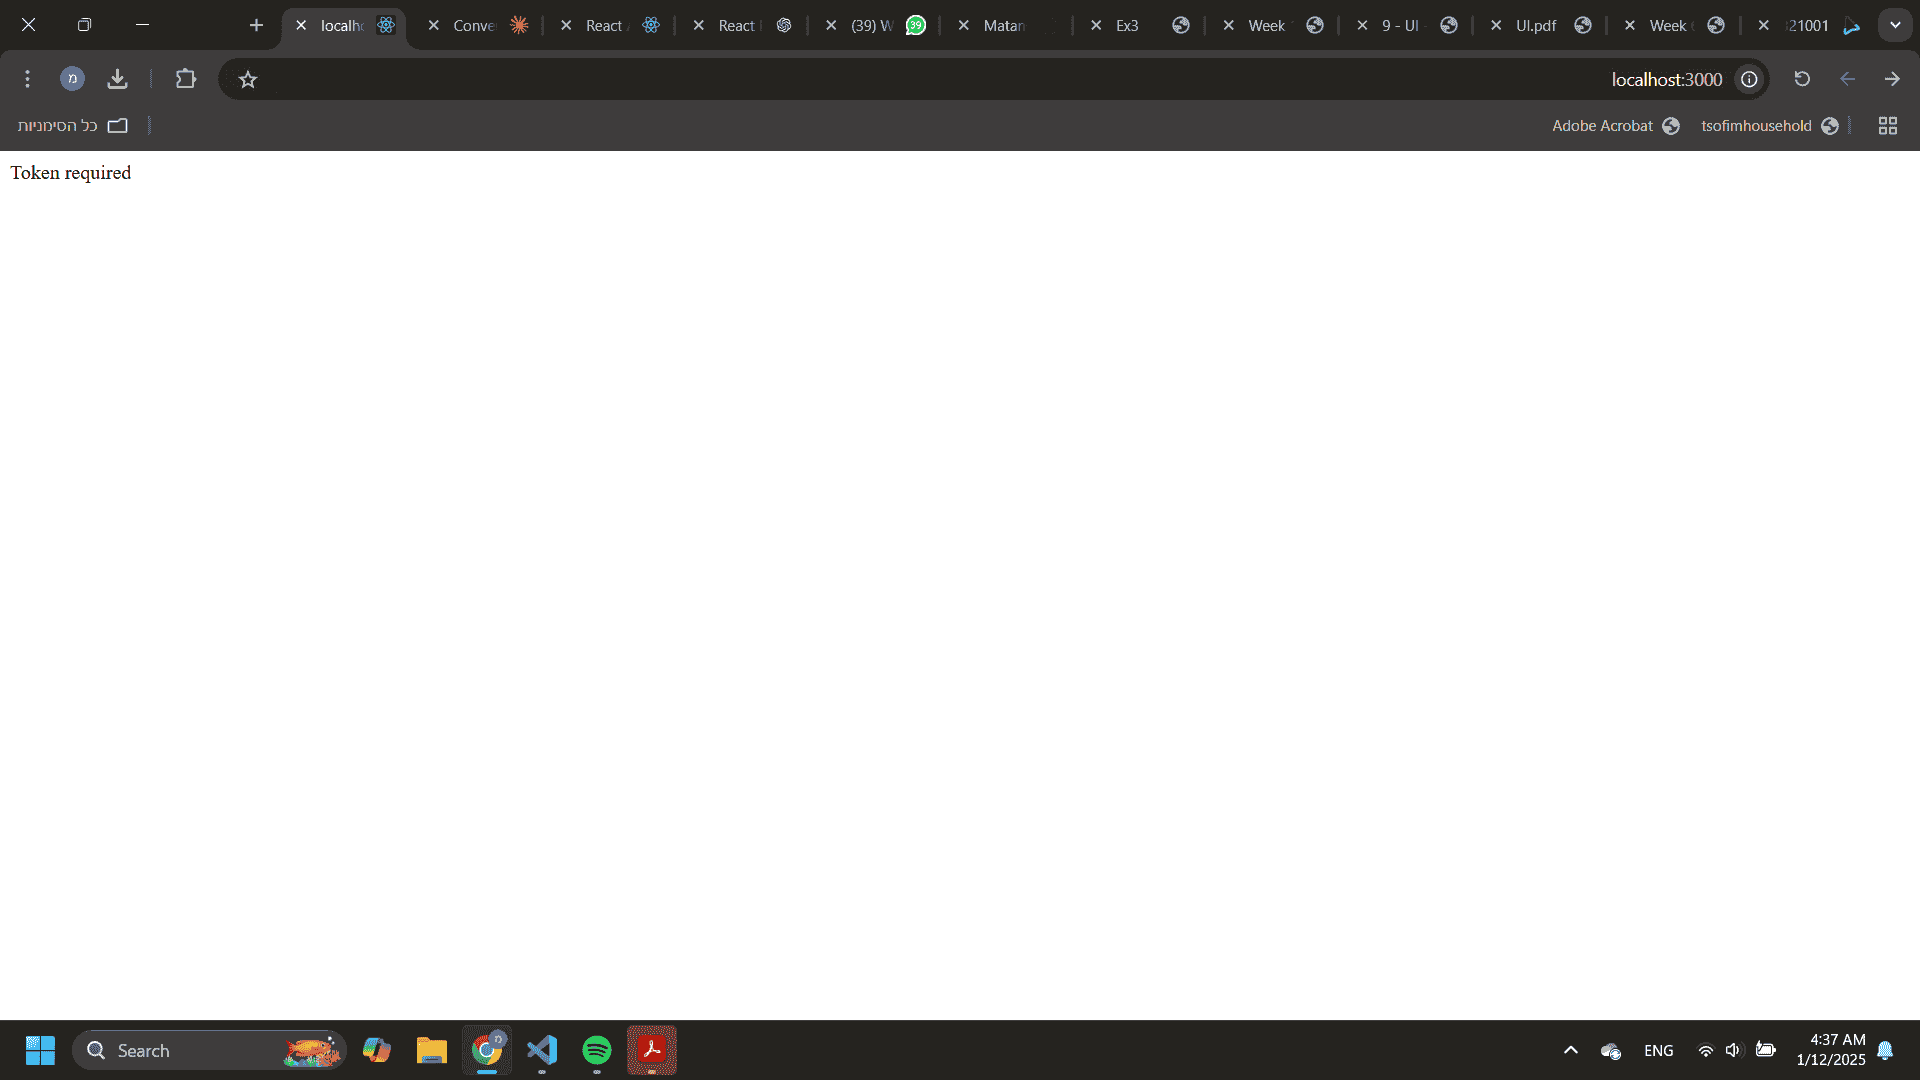 localh
Conve
React
React
(39) W
39
Matan
Ex3
Week
9 - UI
UI.pdf
Week
21001
מ
localhost:3000
כל הסימניות
Adobe Acrobat
tsofimhousehold
Token required
Search
מ
ENG
4:37 AM
1/12/2025